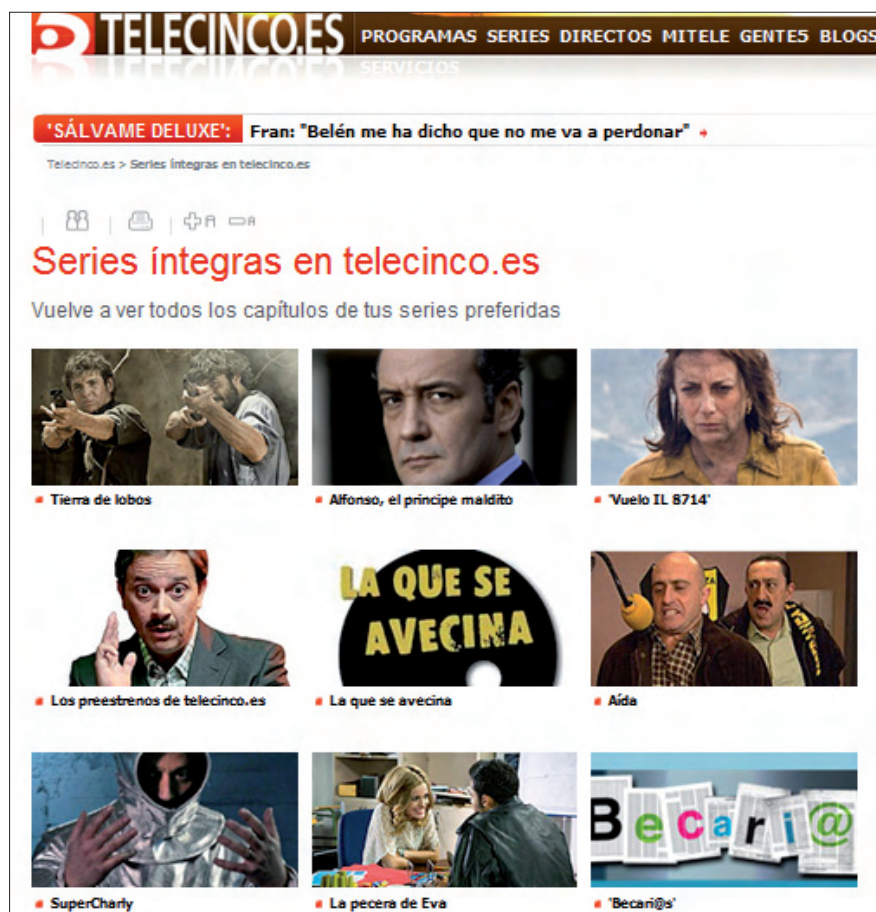 TELECINCO.ES PROGRAMAS SERIES DIRECTOS MITELE GENTE5 BLOGS
SERVICIOS
'SÁLVAME DELUXE': Fran: "Belén me ha dicho que no me va a perdonar"
Telecinco.es > Series íntegras en telecinco.es
A A
Series íntegras en telecinco.es
Vuelve a ver todos los capítulos de tus series preferidas
Tierra de lobos
Alfonso, el príncipe maldito
'Vuelo IL 8714'
LA QUE SE
AVECINA
Los preestrenos de telecinco.es
La que se avecina
Aída
Becari@
SuperCharly
La pecera de Eva
'Becari@s'